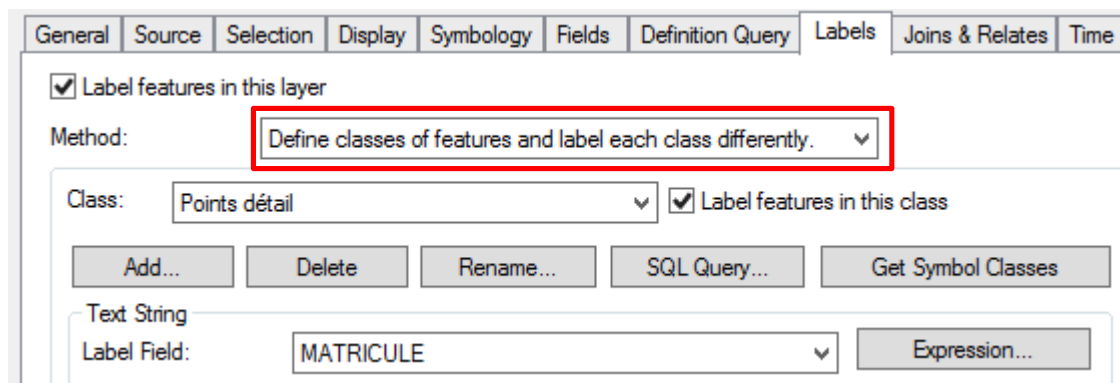 General Source Selection Display Symbology Fields Definition Query Labels Joins & Relates Time
Label features in this layer
Method: Define classes of features and label each class differently.
Class: Points détail Label features in this class
Add... Delete Rename... SQL Query... Get Symbol Classes
Text String
Label Field: MATRICULE Expression...